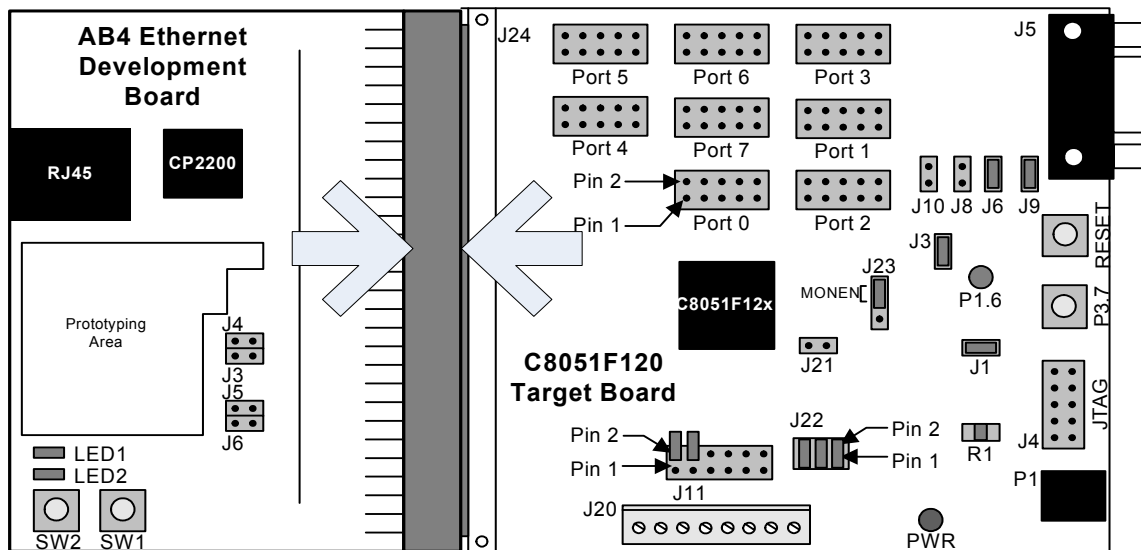 AB4 Ethernet
Development
Board
RJ45
CP2200
Prototyping
Area
J4
J3
J5
J6
LED1
LED2
SW2
SW1
J24
Port 5
Port 6
Port 3
Port 4
Port 7
Port 1
Pin 2
Pin 1
Port 0
Port 2
J5
J10
J8
J6
J9
RESET
J3
J23
MONEN
P1.6
P3.7
C8051F12x
J21
J1
C8051F120
Target Board
JTAG
J4
Pin 2
Pin 1
J11
J22
Pin 2
Pin 1
R1
P1
J20
PWR